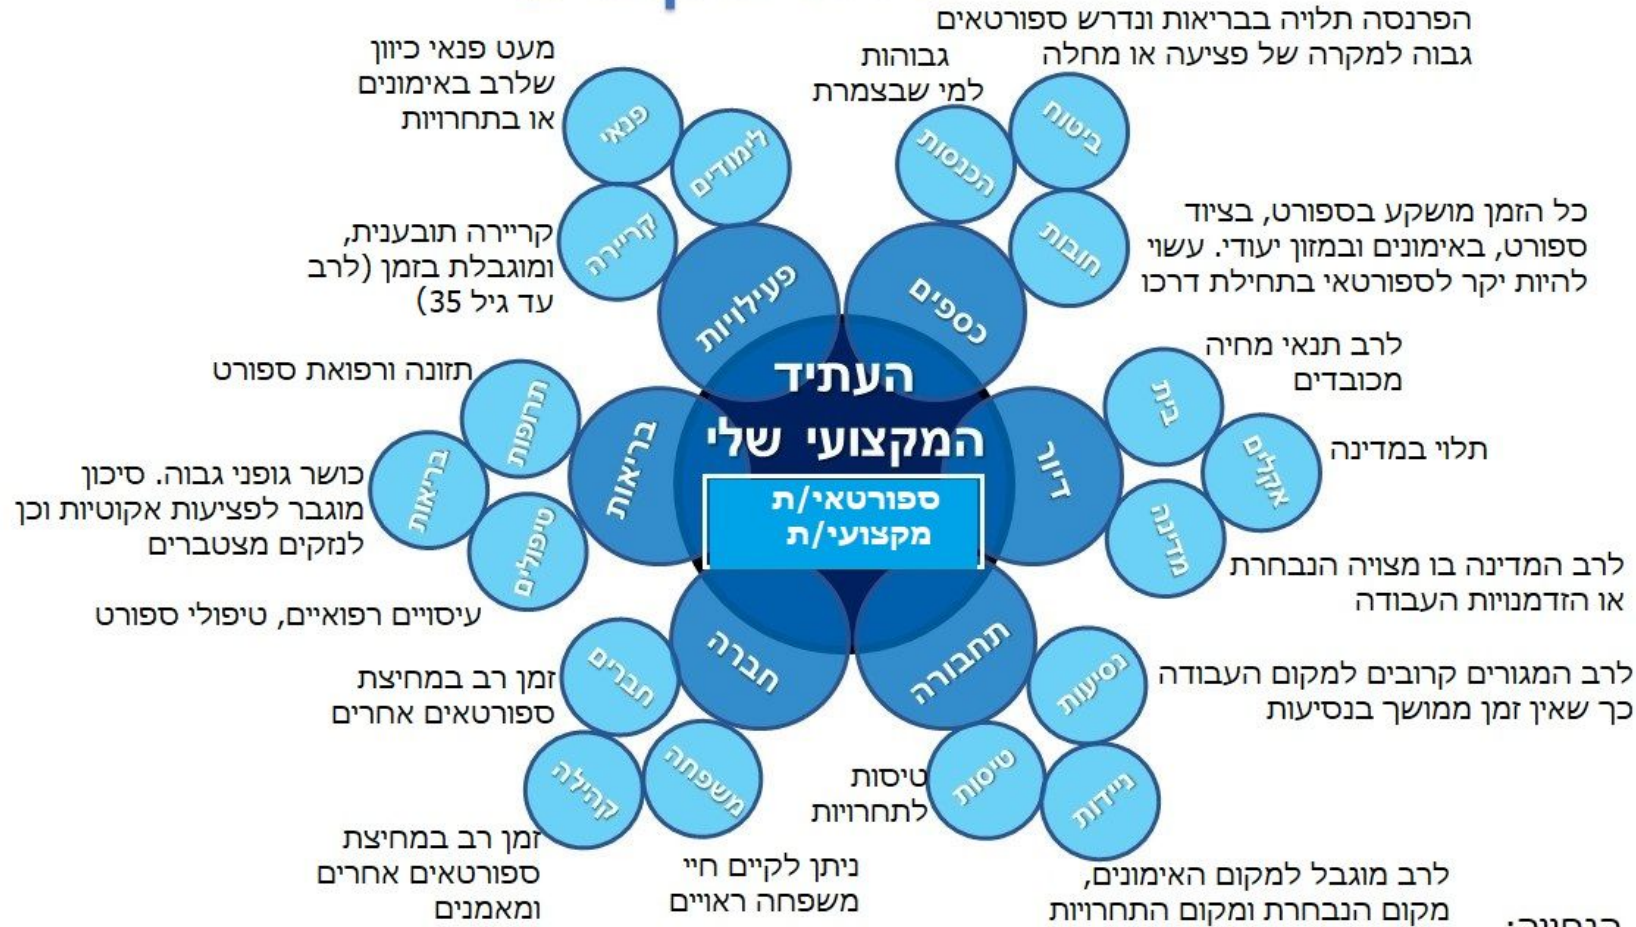 הפרנסה תלויה בבריאות ונדרש ספורטאים
גבוה למקרה של פציעה או מחלה
גבוהות
למי שבצמרת
ביטוח
הכנסות
חובות
כספים
כל הזמן מושקע בספורט, בציוד
ספורט, באימונים ובמזון יעודי. עשוי
להיות יקר לספורטאי בתחילת דרכו
מעט פנאי כיוון
שלרב באימונים
או בתחרויות
פנאי
לימודים
קריירה
פעילויות
קריירה תובענית,
ומוגבלת בזמן (לרב
עד גיל 35)
העתיד
המקצועי שלי
ספורטאי/ת
מקצועי/ת
לרב תנאי מחיה
מכובדים
בית
אקלים
מדינה
דיור
תלוי במדינה
לרב המדינה בו מצויה הנבחרת
או הזדמנויות העבודה
תזונה ורפואת ספורט
תרופות
בריאות
טיפולים
בריאות
כושר גופני גבוה. סיכון
מוגבר לפציעות אקוטיות וכן
לנזקים מצטברים
עיסויים רפואיים, טיפולי ספורט
תחבורה
נסיעות
טיסות
ניידות
לרב המגורים קרובים למקום העבודה
כך שאין זמן ממושך בנסיעות
טיסות
לתחרויות
לרב מוגבל למקום האימונים,
מקום הנבחרת ומקום התחרויות
חברה
חברים
משפחה
קהילה
זמן רב במחיצת
ספורטאים אחרים
זמן רב במחיצת
ספורטאים אחרים
ומאמנים
ניתן לקיים חיי
משפחה ראויים